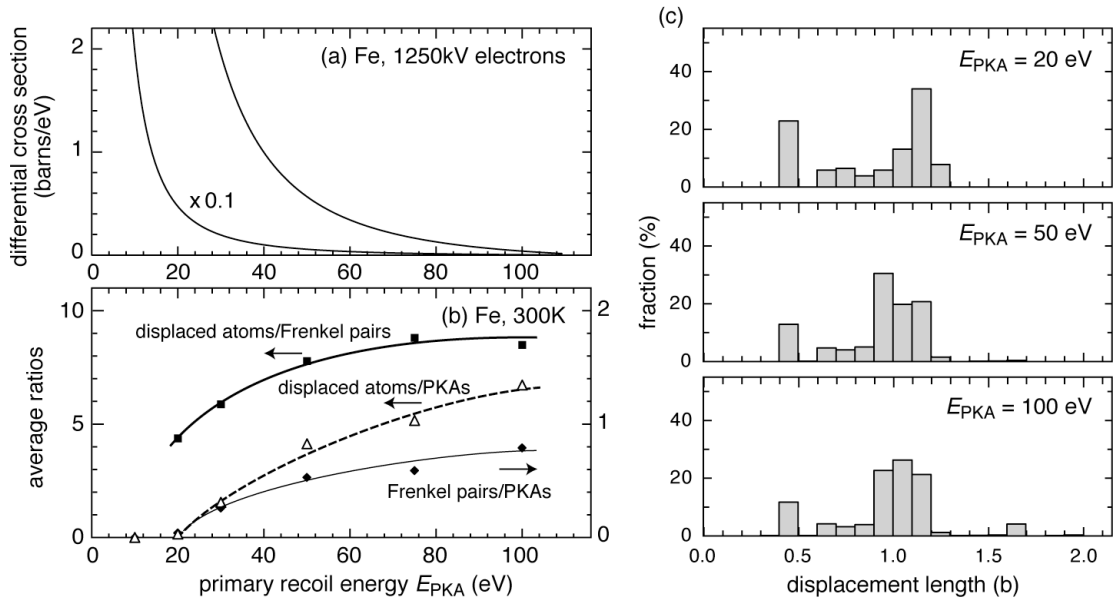 (a) Fe, 1250kV electrons
differential cross section
(barns/eV)
2
1
0
x 0.1
0 20 40 60 80 100
(b) Fe, 300K
average ratios
10
5
0
2
1
0
displaced atoms/Frenkel pairs
displaced atoms/PKAs
Frenkel pairs/PKAs
0 20 40 60 80 100
primary recoil energy EPKA (eV)
(c)
EPKA = 20 eV
40
20
0
EPKA = 50 eV
fraction (%)
40
20
0
EPKA = 100 eV
40
20
0
0.0 0.5 1.0 1.5 2.0
displacement length (b)